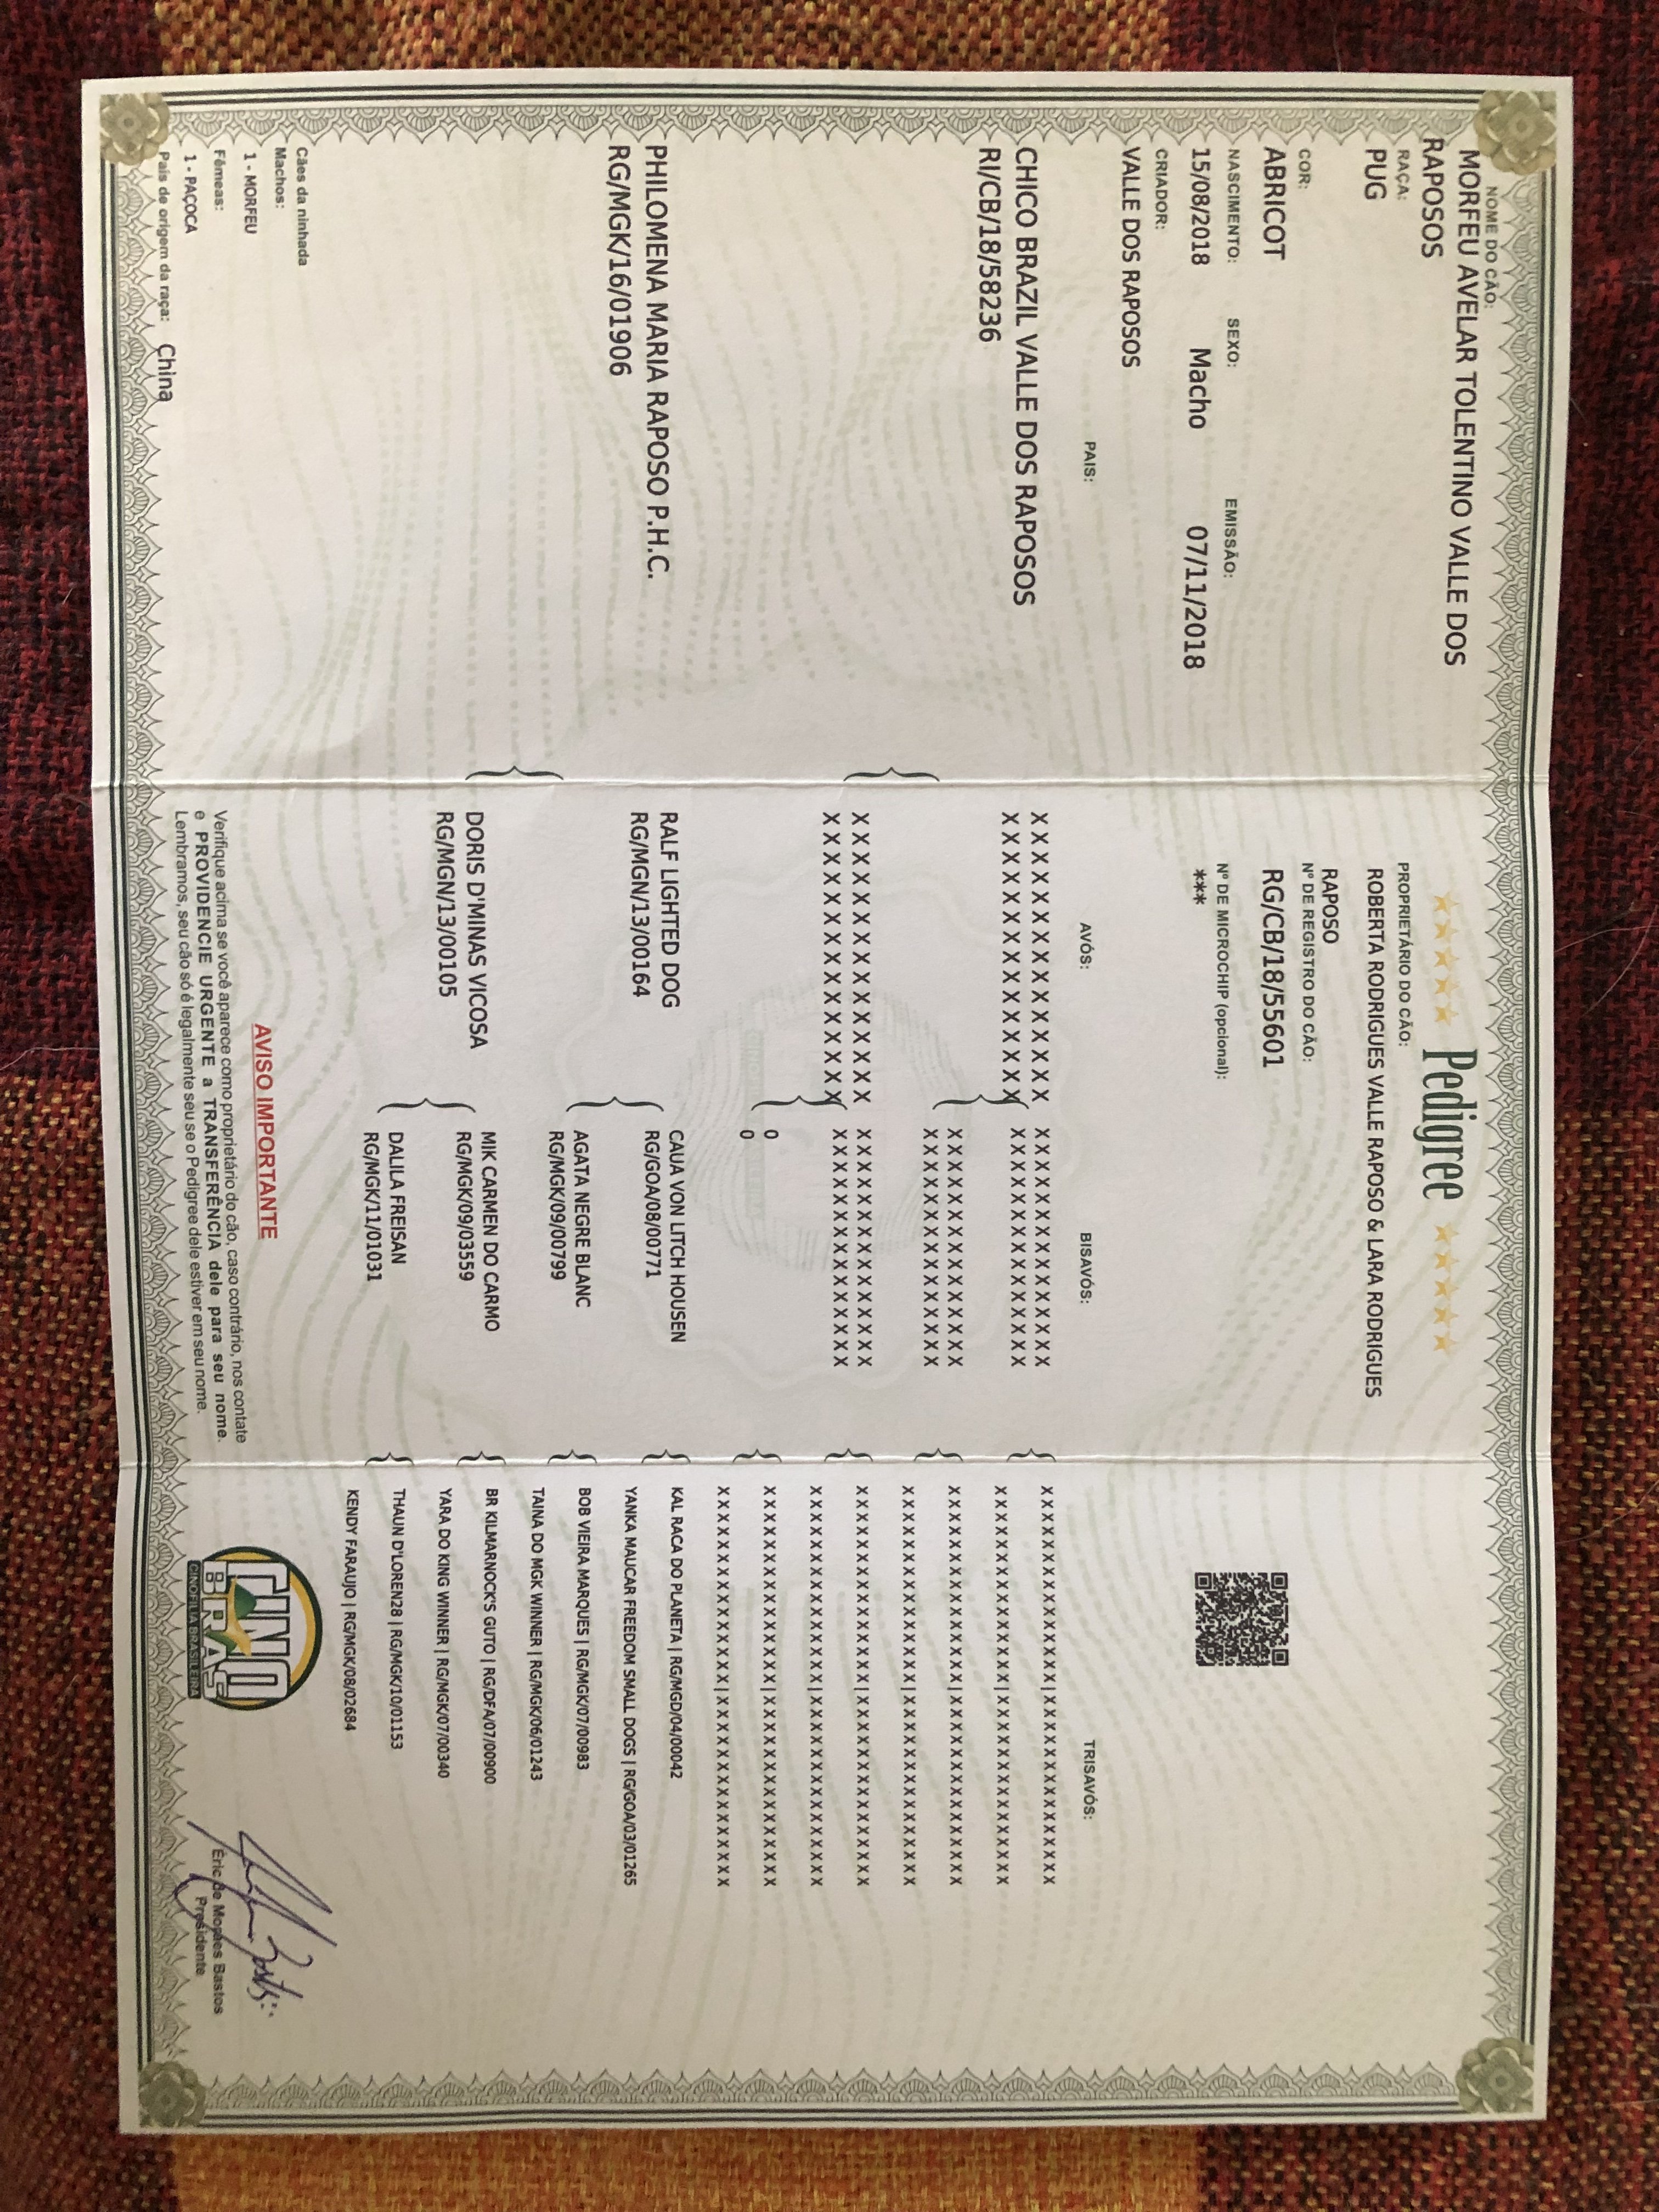 Pedigree
NOME DO CÃO:
MORFEU AVELAR TOLENTINO VALLE DOS
RAPOSOS
RAÇA:
PUG
COR:
ABRICOT
NASCIMENTO: SEXO: EMISSÃO:
15/08/2018 Macho 07/11/2018
CRIADOR:
VALLE DOS RAPOSOS
PROPRIETÁRIO DO CÃO:
ROBERTA RODRIGUES VALLE RAPOSO & LARA RODRIGUES
RAPOSO
Nº DE REGISTRO DO CÃO:
RG/CB/18/55601
Nº DE MICROCHIP (opcional):
***
PAIS:
CHICO BRAZIL VALLE DOS RAPOSOS
RI/CB/18/58236
PHILOMENA MARIA RAPOSO P.H.C.
RG/MGK/16/01906
AVÓS:
X X X X X X X X X X X X X X X
X X X X X X X X X X X X X X X
X X X X X X X X X X X X X X X
X X X X X X X X X X X X X X X
RALF LIGHTED DOG
RG/MGN/13/00164
DORIS D'MINAS VICOSA
RG/MGN/13/00105
BISAVÓS:
X X X X X X X X X X X X X X X
X X X X X X X X X X X X X X X
X X X X X X X X X X X X X X X
X X X X X X X X X X X X X X X
X X X X X X X X X X X X X X X
X X X X X X X X X X X X X X X
0
0
CAUA VON LITCH HOUSEN
RG/GOA/08/00771
AGATA NEGRE BLANC
RG/MGK/09/00799
MIK CARMEN DO CARMO
RG/MGK/09/03559
DALILA FREISAN
RG/MGK/11/01031
TRISAVÓS:
X X X X X X X X X X X X X X X | X X X X X X X X X X X X X X X
X X X X X X X X X X X X X X X | X X X X X X X X X X X X X X X
X X X X X X X X X X X X X X X | X X X X X X X X X X X X X X X
X X X X X X X X X X X X X X X | X X X X X X X X X X X X X X X
X X X X X X X X X X X X X X X | X X X X X X X X X X X X X X X
X X X X X X X X X X X X X X X | X X X X X X X X X X X X X X X
X X X X X X X X X X X X X X X | X X X X X X X X X X X X X X X
X X X X X X X X X X X X X X X | X X X X X X X X X X X X X X X
KAL RACA DO PLANETA | RG/MGD/04/00042
YANKA MAUCAR FREEDOM SMALL DOGS | RG/GOA/03/01265
BOB VIEIRA MARQUES | RG/MGK/07/00983
TAINA DO MGK WINNER | RG/MGK/06/01243
BR KILMARNOCK'S GUTO | RG/DFA/07/00900
YARA DO KING WINNER | RG/MGK/07/00340
THAUN D'LOREN28 | RG/MGK/10/01153
KENDY FARAUJO | RG/MGK/08/02684
Cães da ninhada
Machos:
1 - MORFEU
Fêmeas:
1 - PAÇOCA
País de origem da raça: China
AVISO IMPORTANTE
Verifique acima se você aparece como proprietário do cão, caso contrário, nos contate
e PROVIDENCIE URGENTE a TRANSFERÊNCIA dele para seu nome.
Lembramos, seu cão só é legalmente seu se o Pedigree dele estiver em seu nome.
CINO
BRAS
CINOFILIA BRASILEIRA
Éric de Moraes Bastos
Presidente